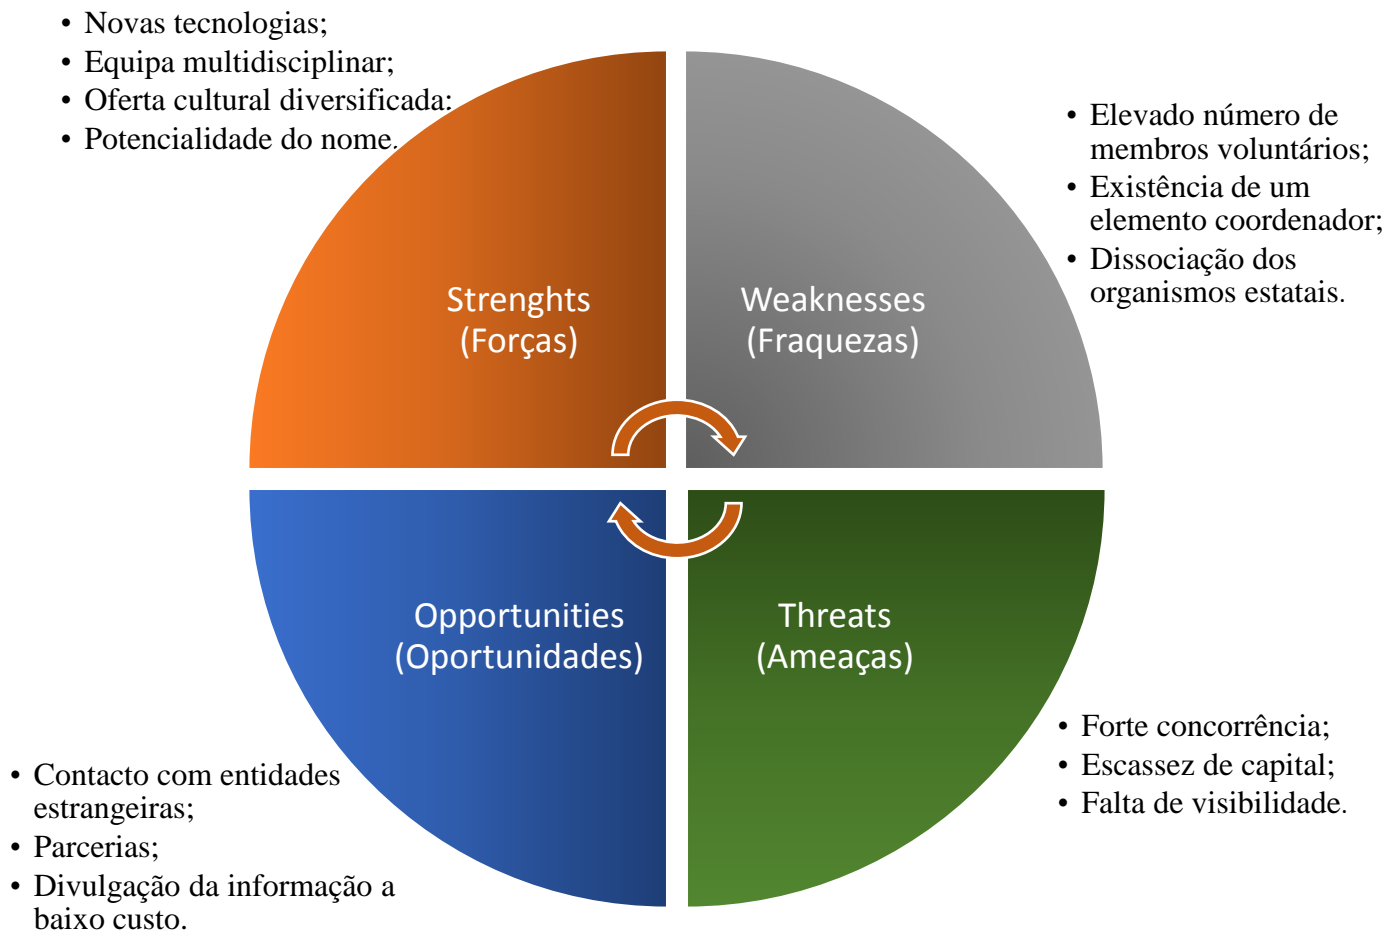 • Novas tecnologias;
• Equipa multidisciplinar;
• Oferta cultural diversificada;
• Potencialidade do nome.
• Elevado número de
membros voluntários;
• Existência de um
elemento coordenador;
• Dissociação dos
organismos estatais.
Strenghts
(Forças)
Weaknesses
(Fraquezas)
Opportunities
(Oportunidades)
Threats
(Ameaças)
• Contacto com entidades
estrangeiras;
• Parcerias;
• Divulgação da informação a
baixo custo.
• Forte concorrência;
• Escassez de capital;
• Falta de visibilidade.